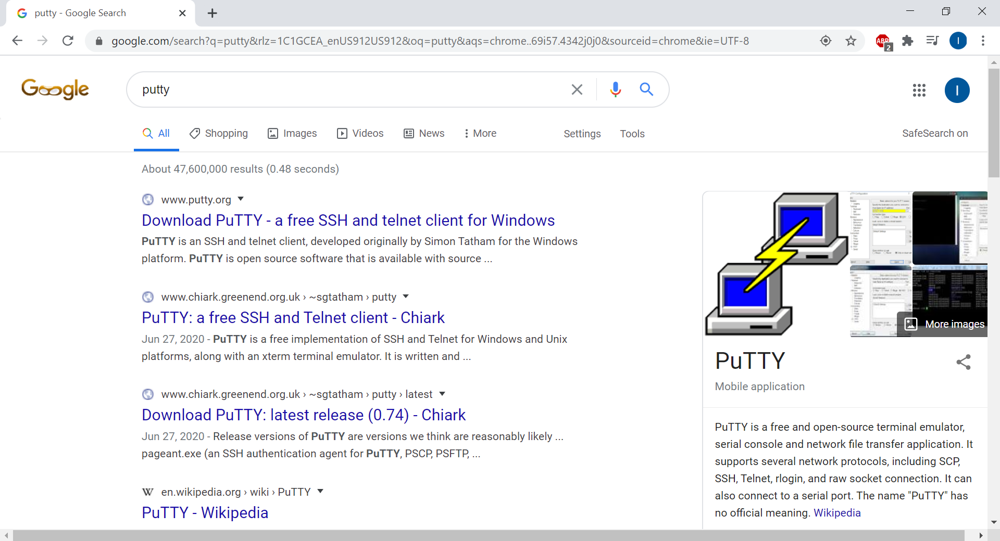 putty - Google Search
google.com/search?q=putty&rlz=1C1GCEA_enUS912US912&oq=putty&aqs=chrome..69i57.4342j0j0&sourceid=chrome&ie=UTF-8
ABP
2
I
Google
putty
I
All
Shopping
Images
Videos
News
More
Settings
Tools
SafeSearch on
About 47,600,000 results (0.48 seconds)
www.putty.org
Download PuTTY - a free SSH and telnet client for Windows
PuTTY is an SSH and telnet client, developed originally by Simon Tatham for the Windows
platform. PuTTY is open source software that is available with source ...
www.chiark.greenend.org.uk › ~sgtatham › putty
PuTTY: a free SSH and Telnet client - Chiark
Jun 27, 2020 - PuTTY is a free implementation of SSH and Telnet for Windows and Unix
platforms, along with an xterm terminal emulator. It is written and ...
www.chiark.greenend.org.uk › ~sgtatham › putty › latest
Download PuTTY: latest release (0.74) - Chiark
Jun 27, 2020 - Release versions of PuTTY are versions we think are reasonably likely ...
pageant.exe (an SSH authentication agent for PuTTY, PSCP, PSFTP, ...
W
en.wikipedia.org › wiki › PuTTY
PuTTY - Wikipedia
More images
PuTTY
Mobile application
PuTTY is a free and open-source terminal emulator,
serial console and network file transfer application. It
supports several network protocols, including SCP,
SSH, Telnet, rlogin, and raw socket connection. It can
also connect to a serial port. The name "PuTTY" has
no official meaning. Wikipedia